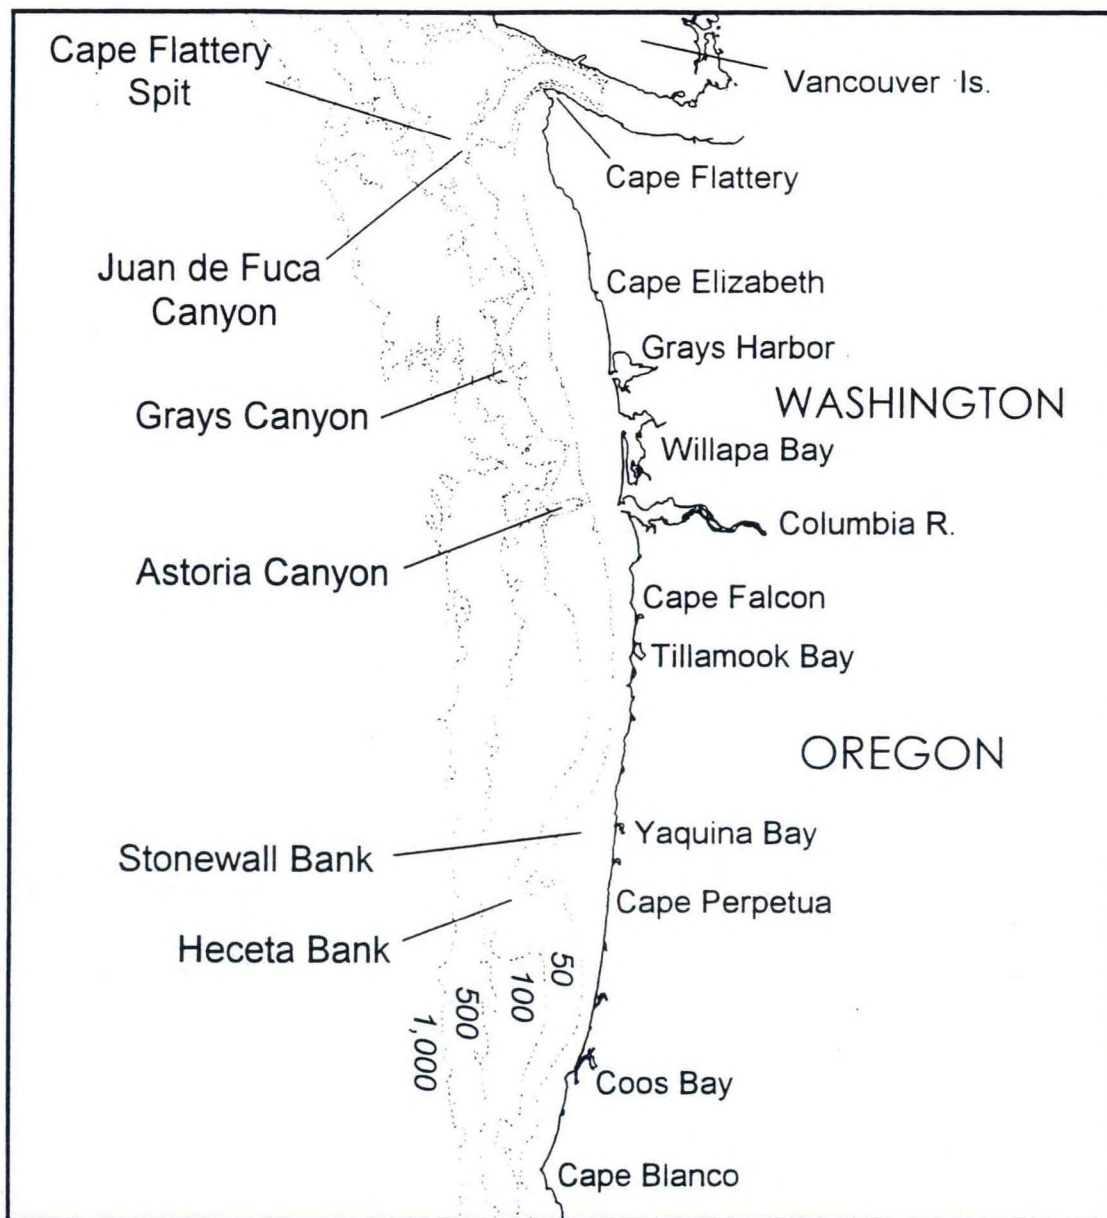 Cape Flattery
Spit
Vancouver Is.
Cape Flattery
Juan de Fuca
Canyon
Cape Elizabeth
Grays Harbor
WASHINGTON
Grays Canyon
Willapa Bay
Columbia R.
Astoria Canyon
Cape Falcon
Tillamook Bay
OREGON
Yaquina Bay
Stonewall Bank
Cape Perpetua
Heceta Bank
50
100
500
1,000
Coos Bay
Cape Blanco